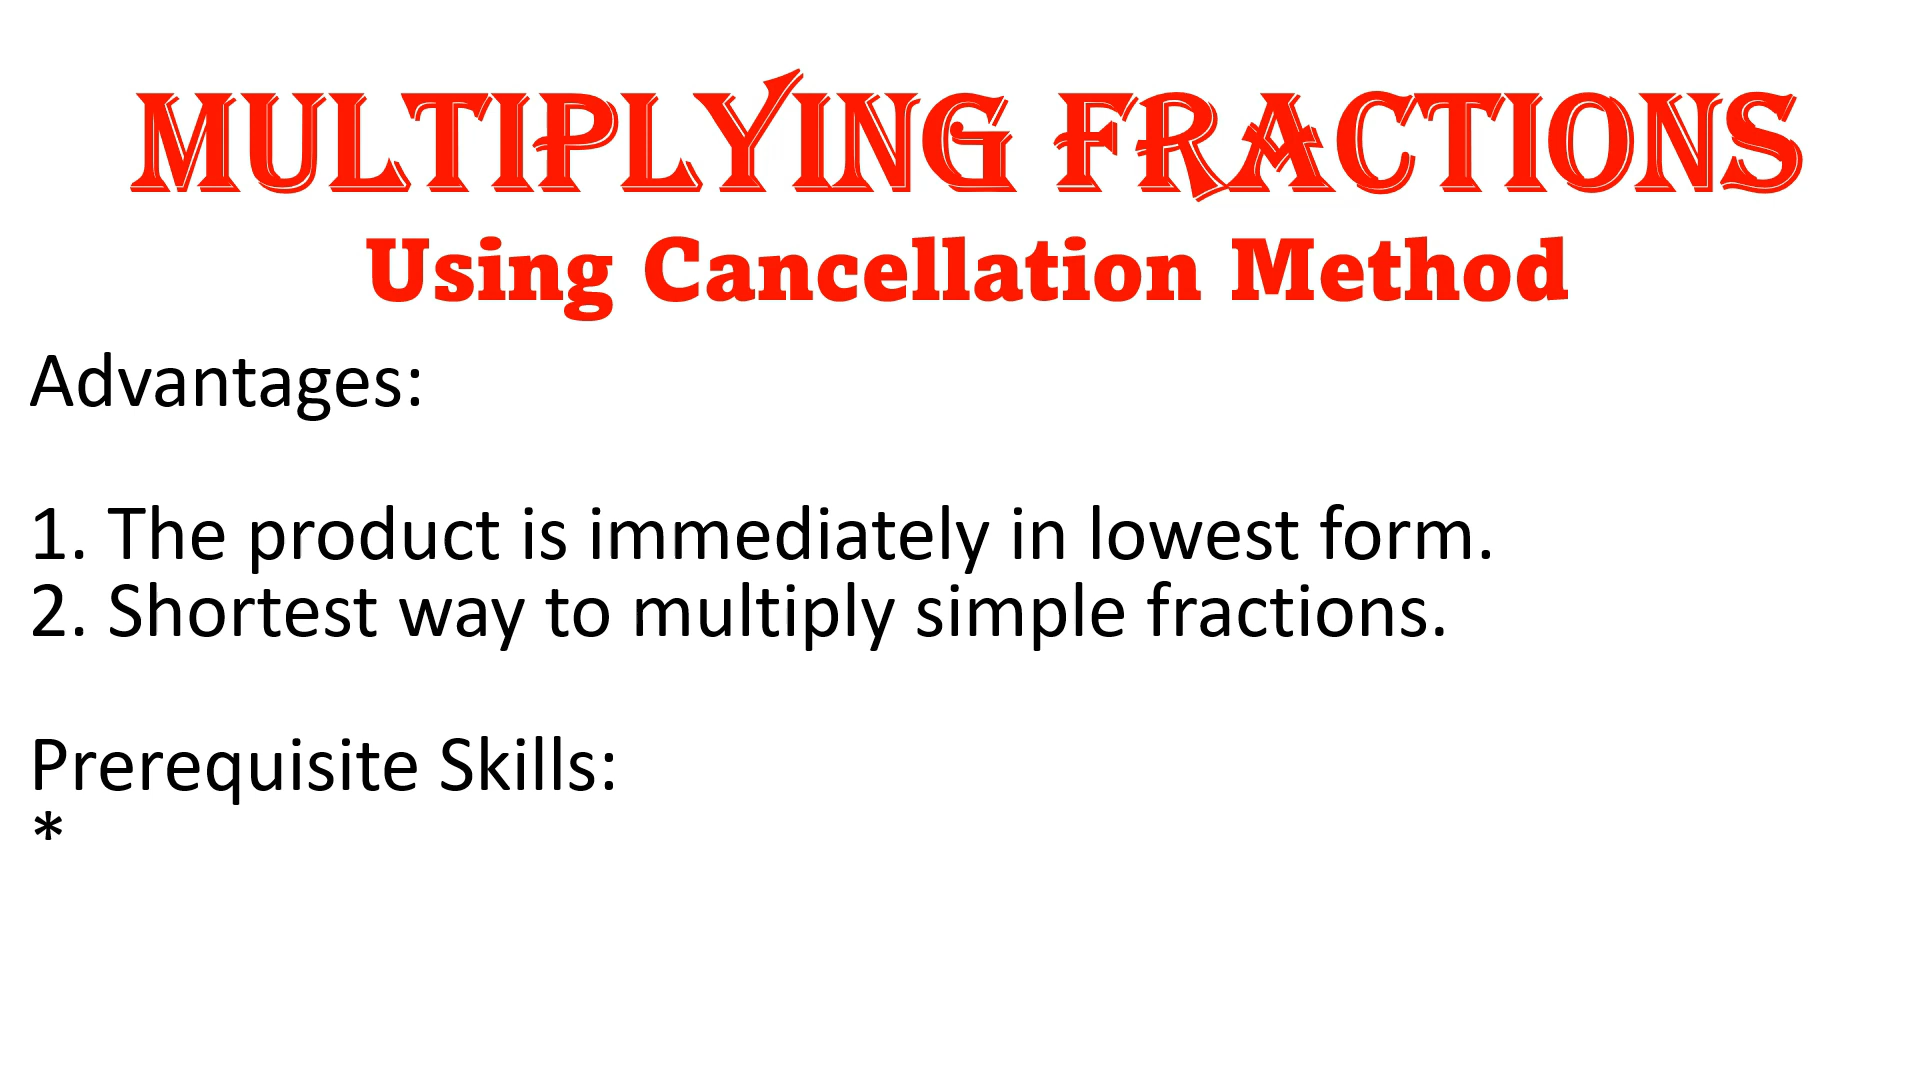 MULTIPLYING FRACTIONS
Using Cancellation Method
Advantages:
1. The product is immediately in lowest form.
2. Shortest way to multiply simple fractions.
Prerequisite Skills:
*